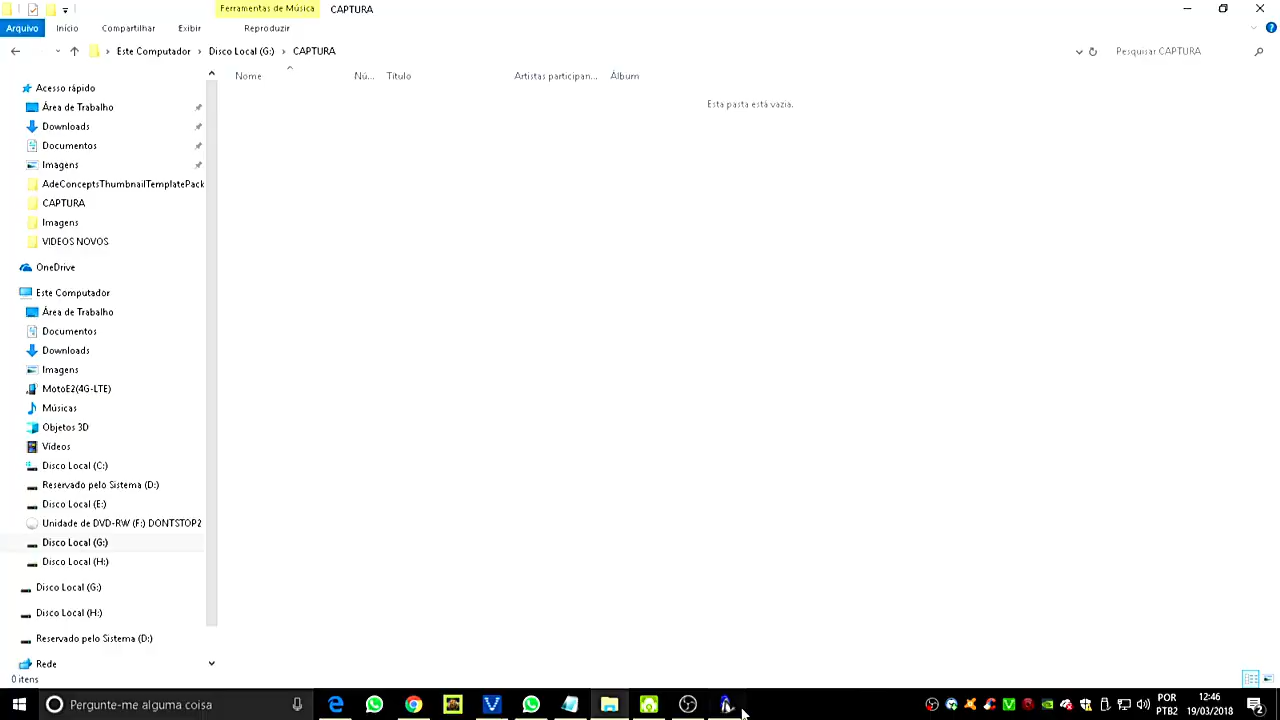 Ferramentas de Música CAPTURA
Arquivo Início Compartilhar Exibir Reproduzir
Este Computador Disco Local (G:) CAPTURA Pesquisar CAPTURA
Nome Nú... Título Artistas participan... Álbum
Esta pasta está vazia.
Acesso rápido
Área de Trabalho
Downloads
Documentos
Imagens
AdeConceptsThumbnailTemplatePack
CAPTURA
Imagens
VIDEOS NOVOS
OneDrive
Este Computador
Área de Trabalho
Documentos
Downloads
Imagens
MotoE2(4G-LTE)
Músicas
Objetos 3D
Vídeos
Disco Local (C:)
Reservado pelo Sistema (D:)
Disco Local (E:)
Unidade de DVD-RW (F:) DONTSTOP2
Disco Local (G:)
Disco Local (H:)
Disco Local (G:)
Disco Local (H:)
Reservado pelo Sistema (D:)
Rede
0 itens
Pergunte-me alguma coisa
POR 12:46
PTB2 19/03/2018 2